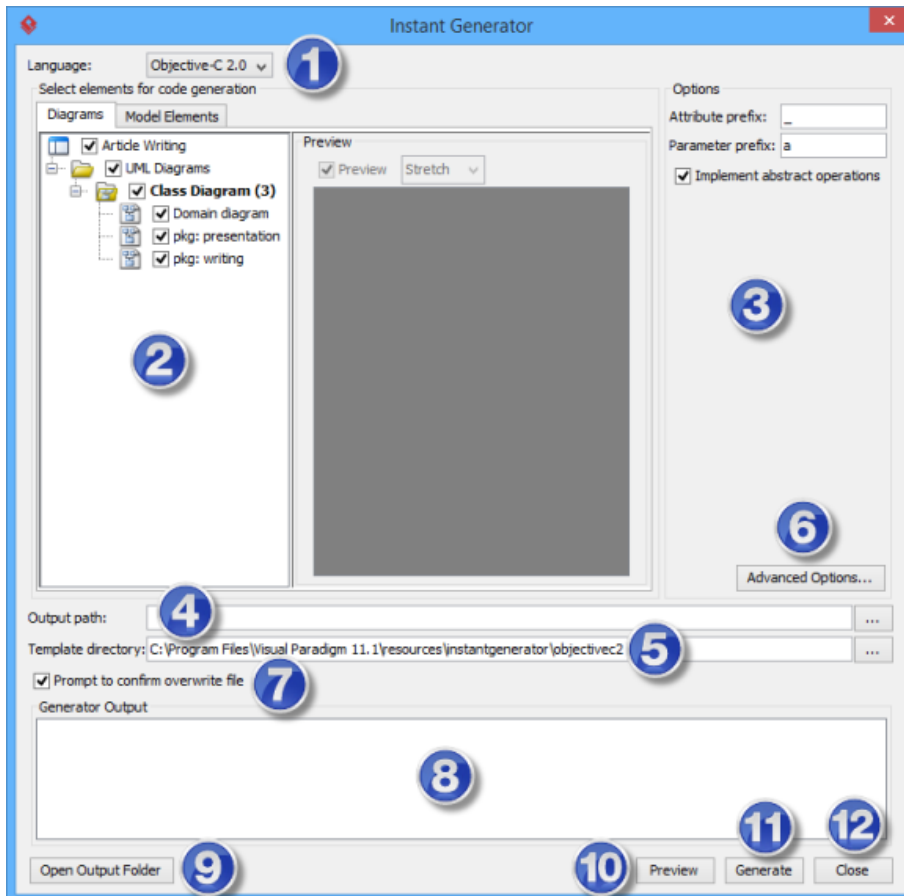 Instant Generator
Language: Objective-C 2.0 1
Select elements for code generation
Diagrams Model Elements
Article Writing
UML Diagrams
Class Diagram (3)
Domain diagram
pkg: presentation
pkg: writing
2
Preview
Preview Stretch
Options
Attribute prefix: _
Parameter prefix: a
Implement abstract operations
3
6
Advanced Options...
Output path: 4 ...
Template directory: C:\Program Files\Visual Paradigm 11.1\resources\instantgenerator\objectivec2 5 ...
Prompt to confirm overwrite file 7
Generator Output
8
11 12
Open Output Folder 9 10 Preview Generate Close